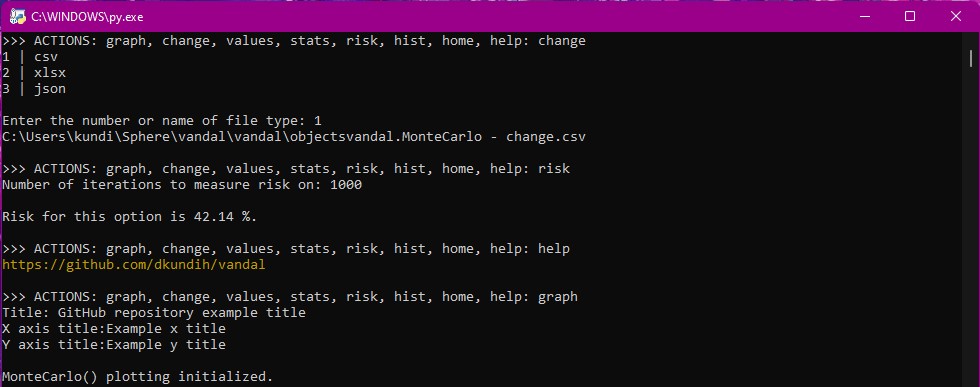 C:\WINDOWS\py.exe
>>> ACTIONS: graph, change, values, stats, risk, hist, home, help: change
1 | csv
2 | xlsx
3 | json
Enter the number or name of file type: 1
C:\Users\kundi\Sphere\vandal\vandal\objectsvandal.MonteCarlo - change.csv
>>> ACTIONS: graph, change, values, stats, risk, hist, home, help: risk
Number of iterations to measure risk on: 1000
Risk for this option is 42.14 %.
>>> ACTIONS: graph, change, values, stats, risk, hist, home, help: help
https://github.com/dkundih/vandal
>>> ACTIONS: graph, change, values, stats, risk, hist, home, help: graph
Title: GitHub repository example title
X axis title:Example x title
Y axis title:Example y title
MonteCarlo() plotting initialized.